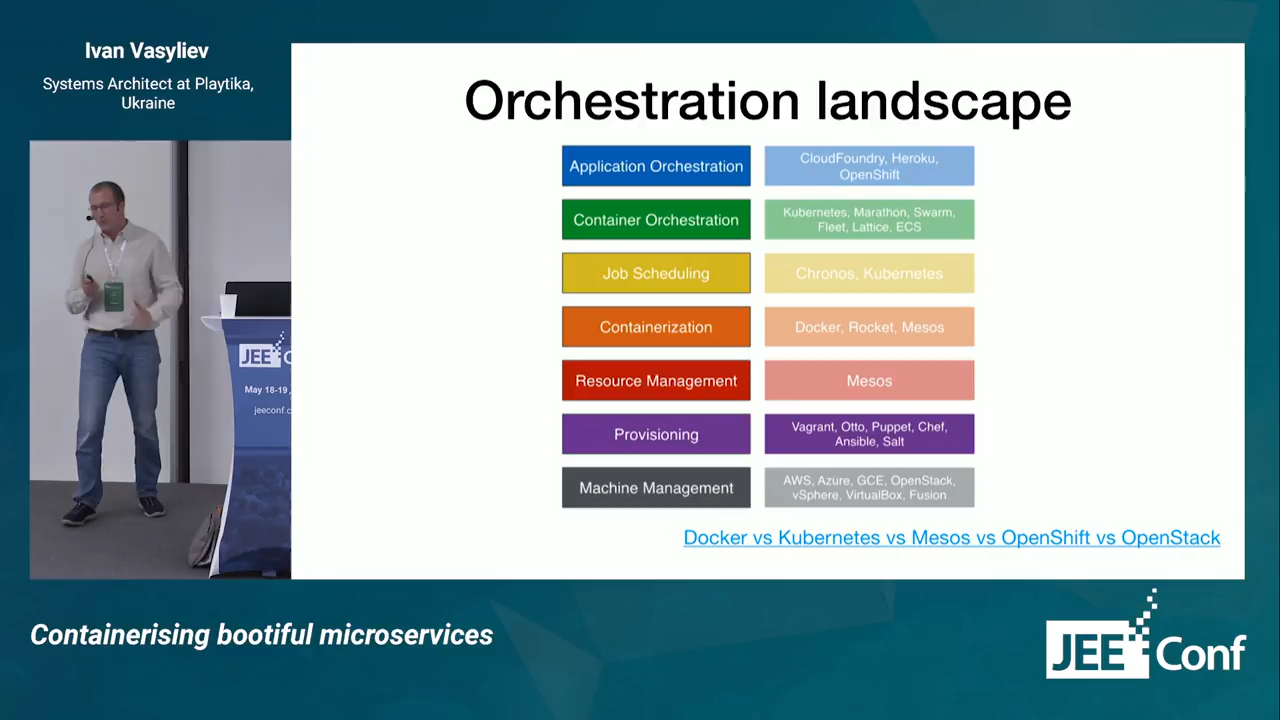 Ivan Vasyliev
Systems Architect at Playtika,
Ukraine
Orchestration landscape
Application Orchestration
CloudFoundry, Heroku,
OpenShift
Container Orchestration
Kubernetes, Marathon, Swarm,
Fleet, Lattice, ECS
Job Scheduling
Chronos, Kubernetes
Containerization
Docker, Rocket, Mesos
Resource Management
Mesos
Provisioning
Vagrant, Otto, Puppet, Chef,
Ansible, Salt
Machine Management
AWS, Azure, GCE, OpenStack,
vSphere, VirtualBox, Fusion
Docker vs Kubernetes vs Mesos vs OpenShift vs OpenStack
JEE C
May 18-19,
jeeconf.c
Containerising bootiful microservices
JEE Conf